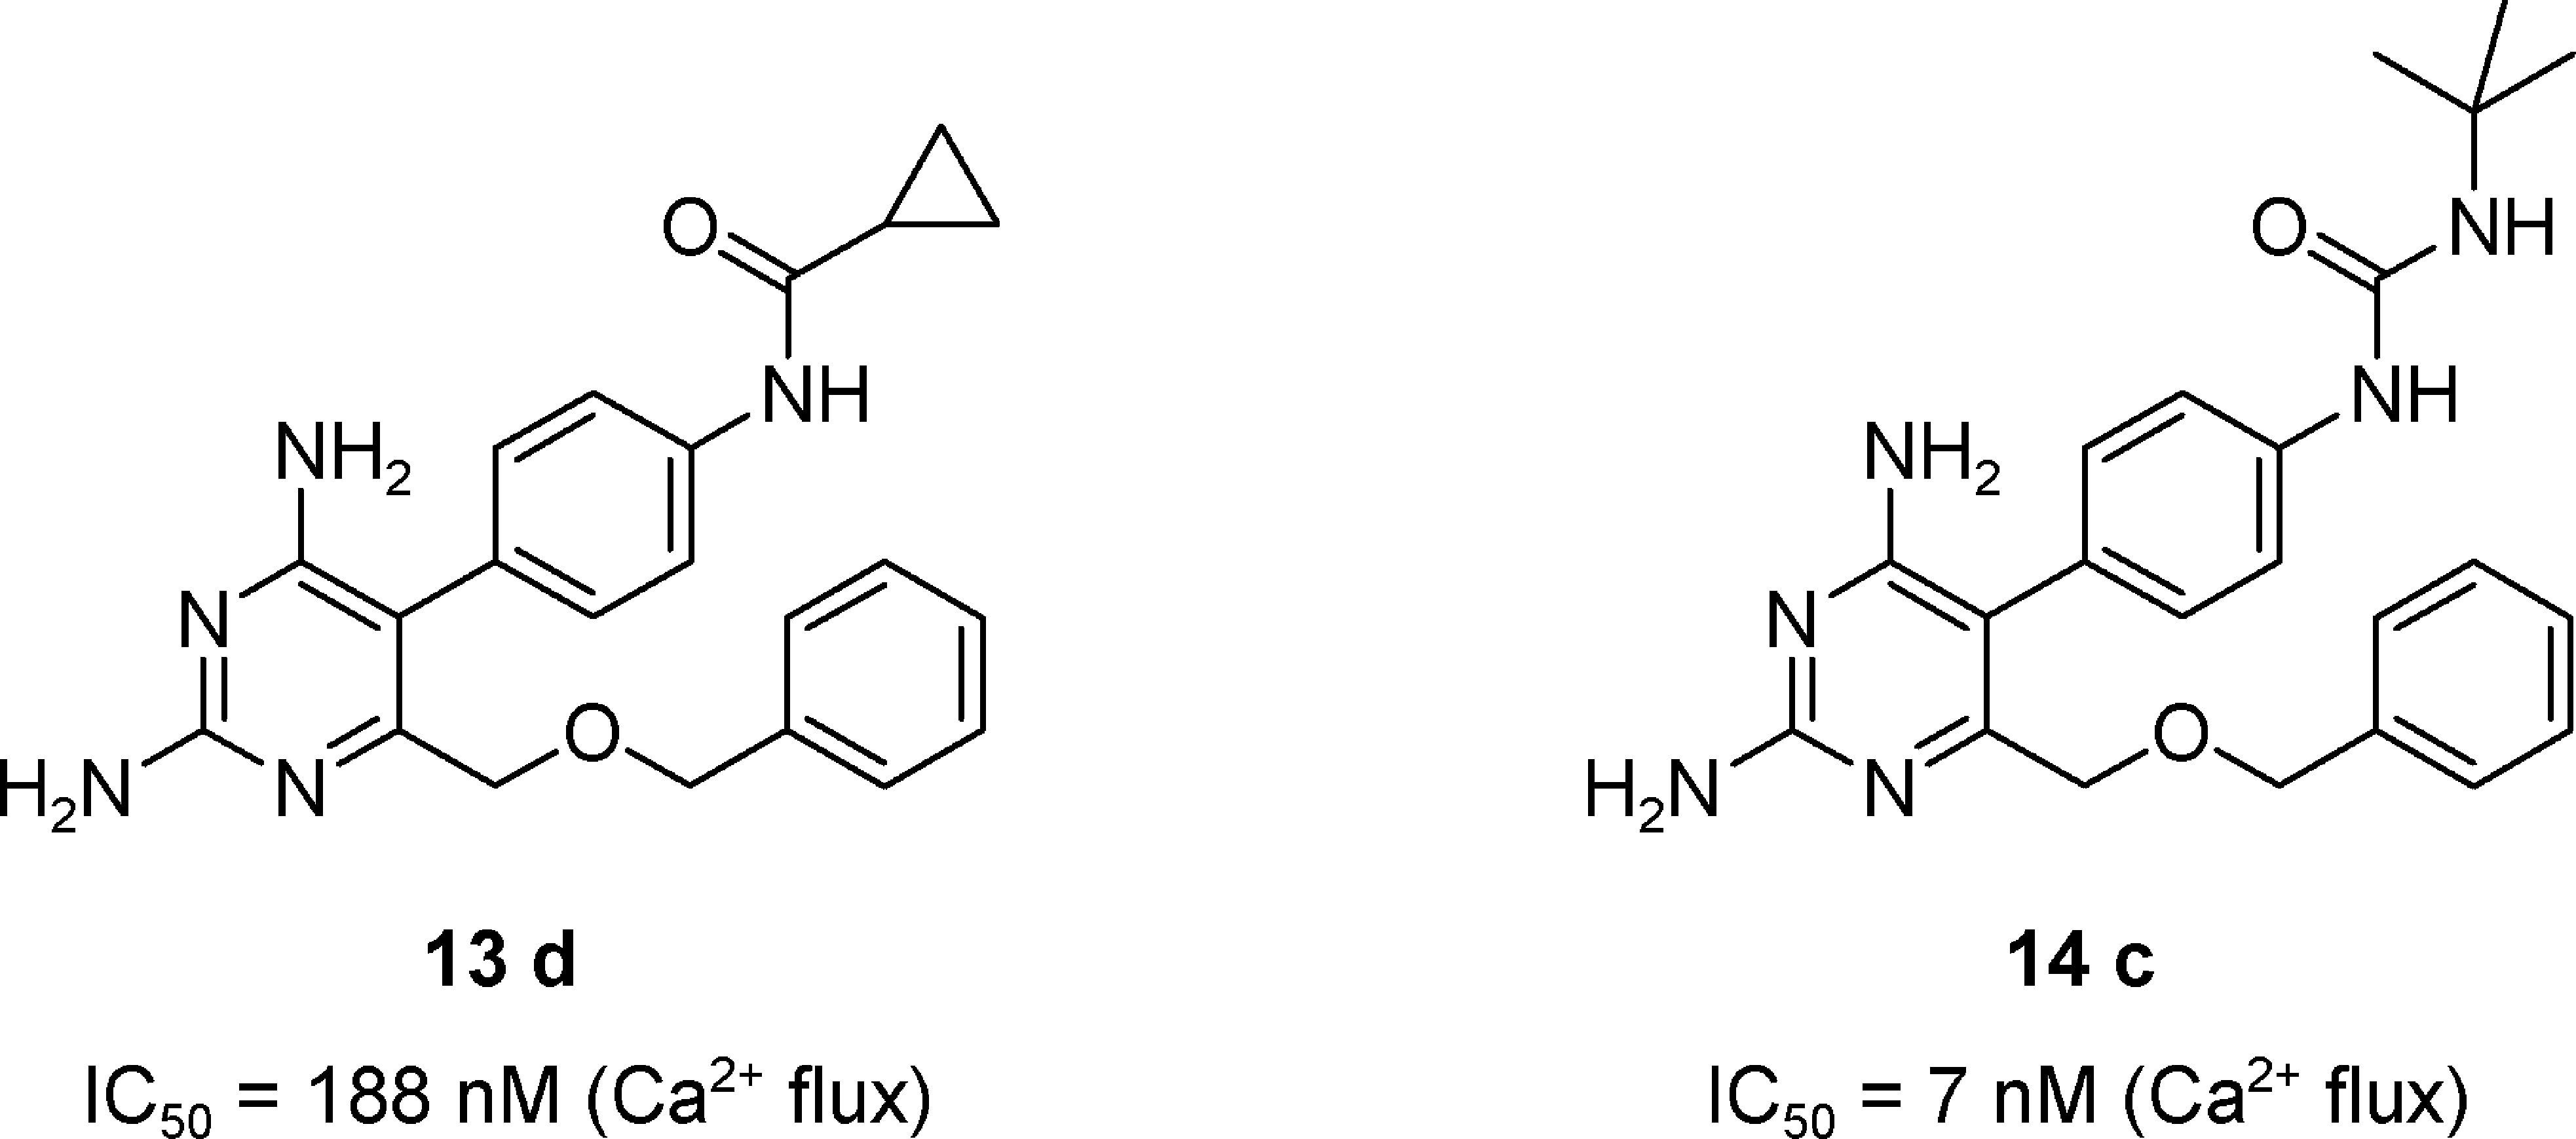 O
NH
NH₂
N
N
H₂N
O
13 d
IC₅₀ = 188 nM (Ca²⁺ flux)
O
NH
NH
NH₂
N
N
H₂N
O
14 c
IC₅₀ = 7 nM (Ca²⁺ flux)